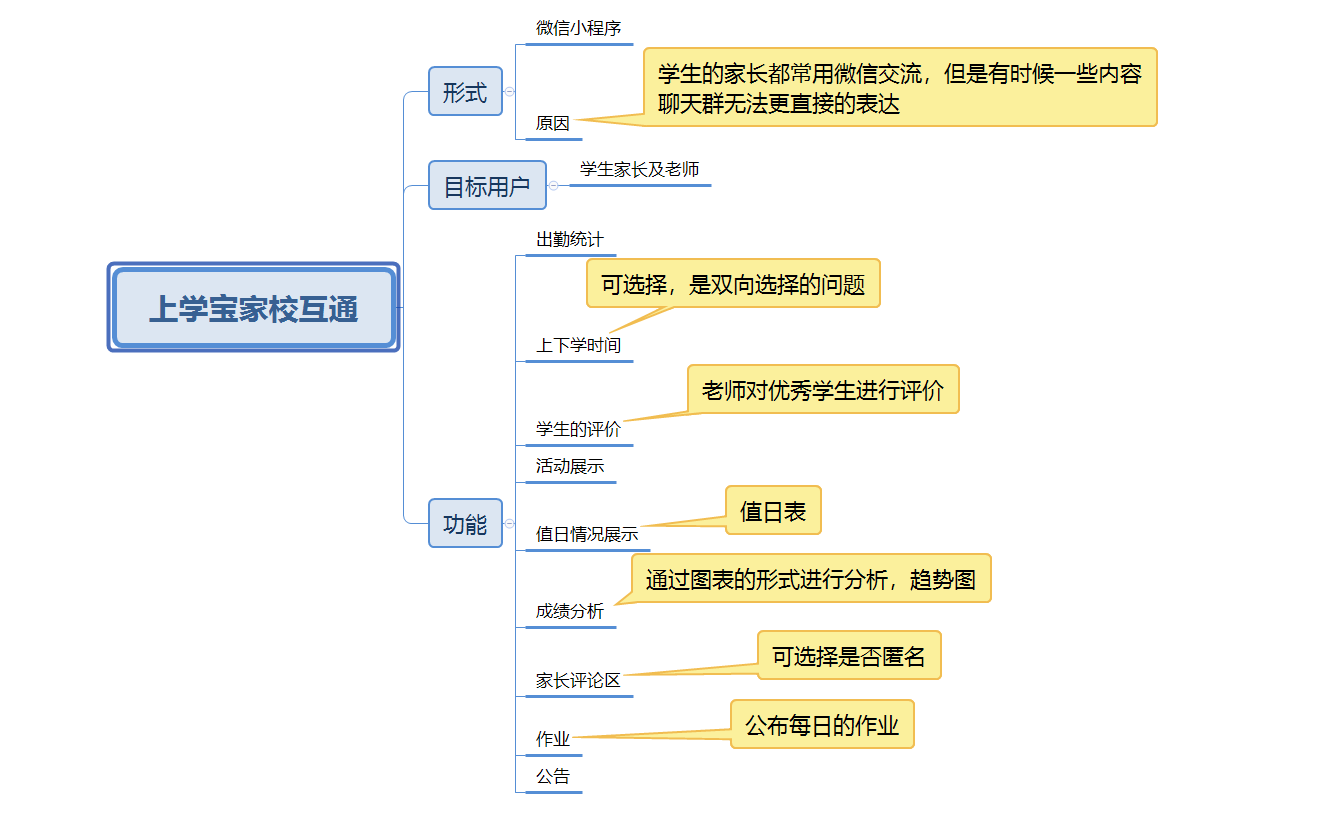 微信小程序
形式
学生的家长都常用微信交流，但是有时候一些内容
聊天群无法更直接的表达
原因
目标用户
学生家长及老师
上学宝家校互通
出勤统计
可选择，是双向选择的问题
上下学时间
老师对优秀学生进行评价
学生的评价
活动展示
功能
值日表
值日情况展示
通过图表的形式进行分析，趋势图
成绩分析
可选择是否匿名
家长评论区
公布每日的作业
作业
公告